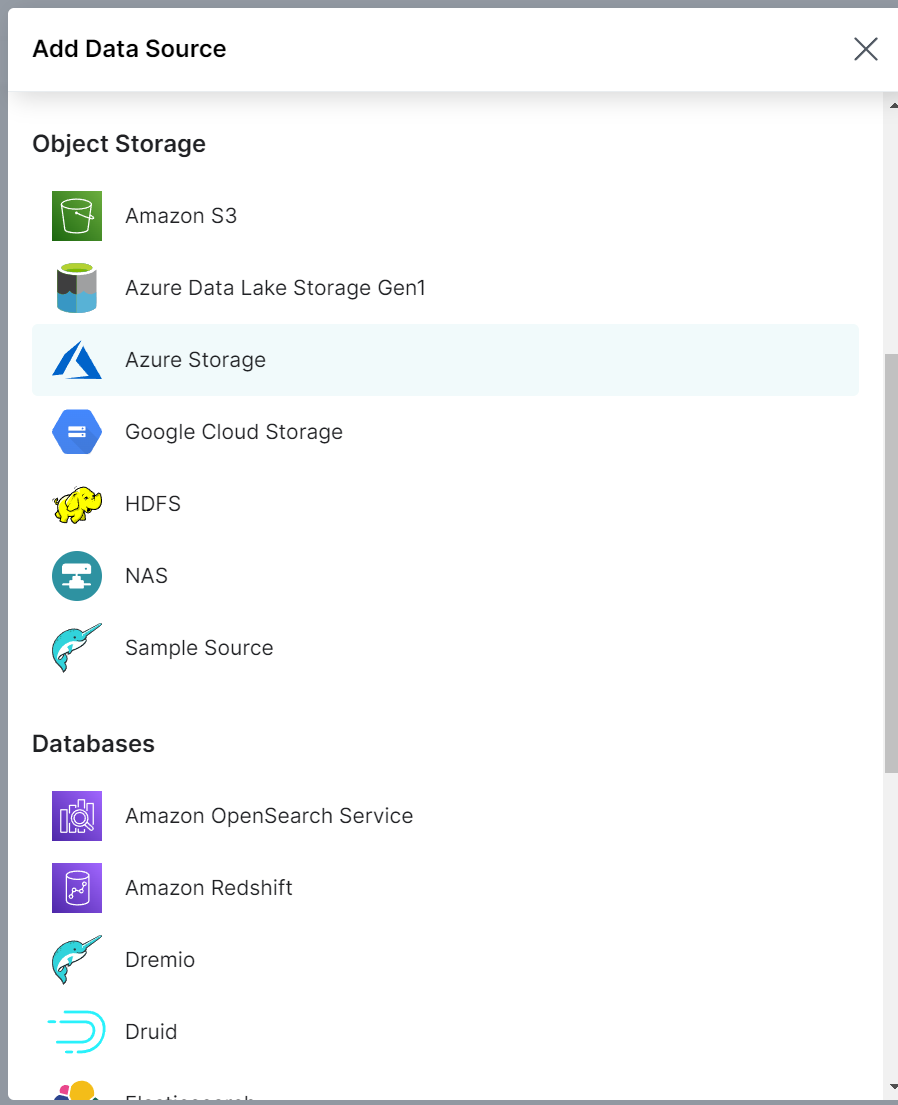 Add Data Source
Object Storage
Amazon S3
Azure Data Lake Storage Gen1
Azure Storage
Google Cloud Storage
HDFS
NAS
Sample Source
Databases
Amazon OpenSearch Service
Amazon Redshift
Dremio
Druid
Elasticsearch